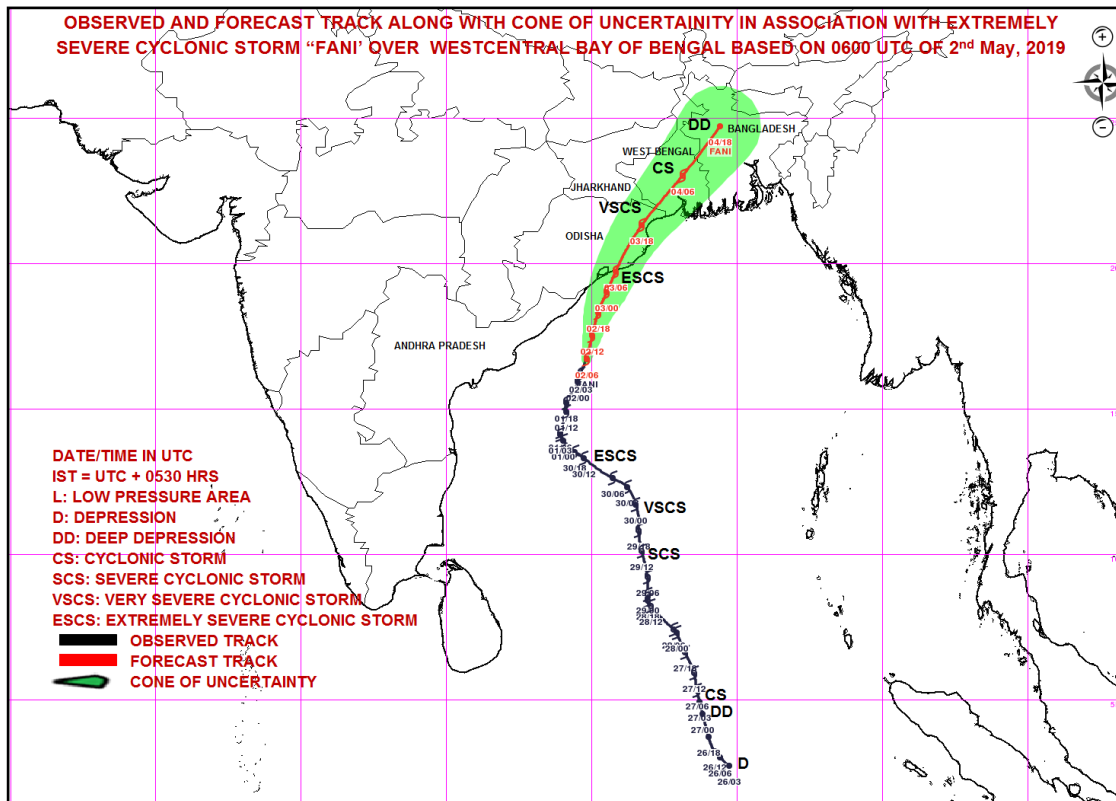 OBSERVED AND FORECAST TRACK ALONG WITH CONE OF UNCERTAINITY IN ASSOCIATION WITH EXTREMELY
SEVERE CYCLONIC STORM “FANI’ OVER WESTCENTRAL BAY OF BENGAL BASED ON 0600 UTC OF 2nd May, 2019
DD
BANGLADESH
04/18
FANI
WEST BENGAL
CS
JHARKHAND
04/06
VSCS
ODISHA
03/18
ESCS
03/06
03/00
02/18
ANDHRA PRADESH
02/12
02/06
FANI
02/03
02/00
01/18
01/12
01/03
01/00
ESCS
30/18
30/12
30/06
VSCS
30/00
SCS
29/12
29/06
29/00
28/12
28/00
27/18
27/12
CS
27/06
DD
27/03
27/00
26/18
D
26/12
26/06
26/03
DATE/TIME IN UTC
IST = UTC + 0530 HRS
L: LOW PRESSURE AREA
D: DEPRESSION
DD: DEEP DEPRESSION
CS: CYCLONIC STORM
SCS: SEVERE CYCLONIC STORM
VSCS: VERY SEVERE CYCLONIC STORM
ESCS: EXTREMELY SEVERE CYCLONIC STORM
OBSERVED TRACK
FORECAST TRACK
CONE OF UNCERTAINTY